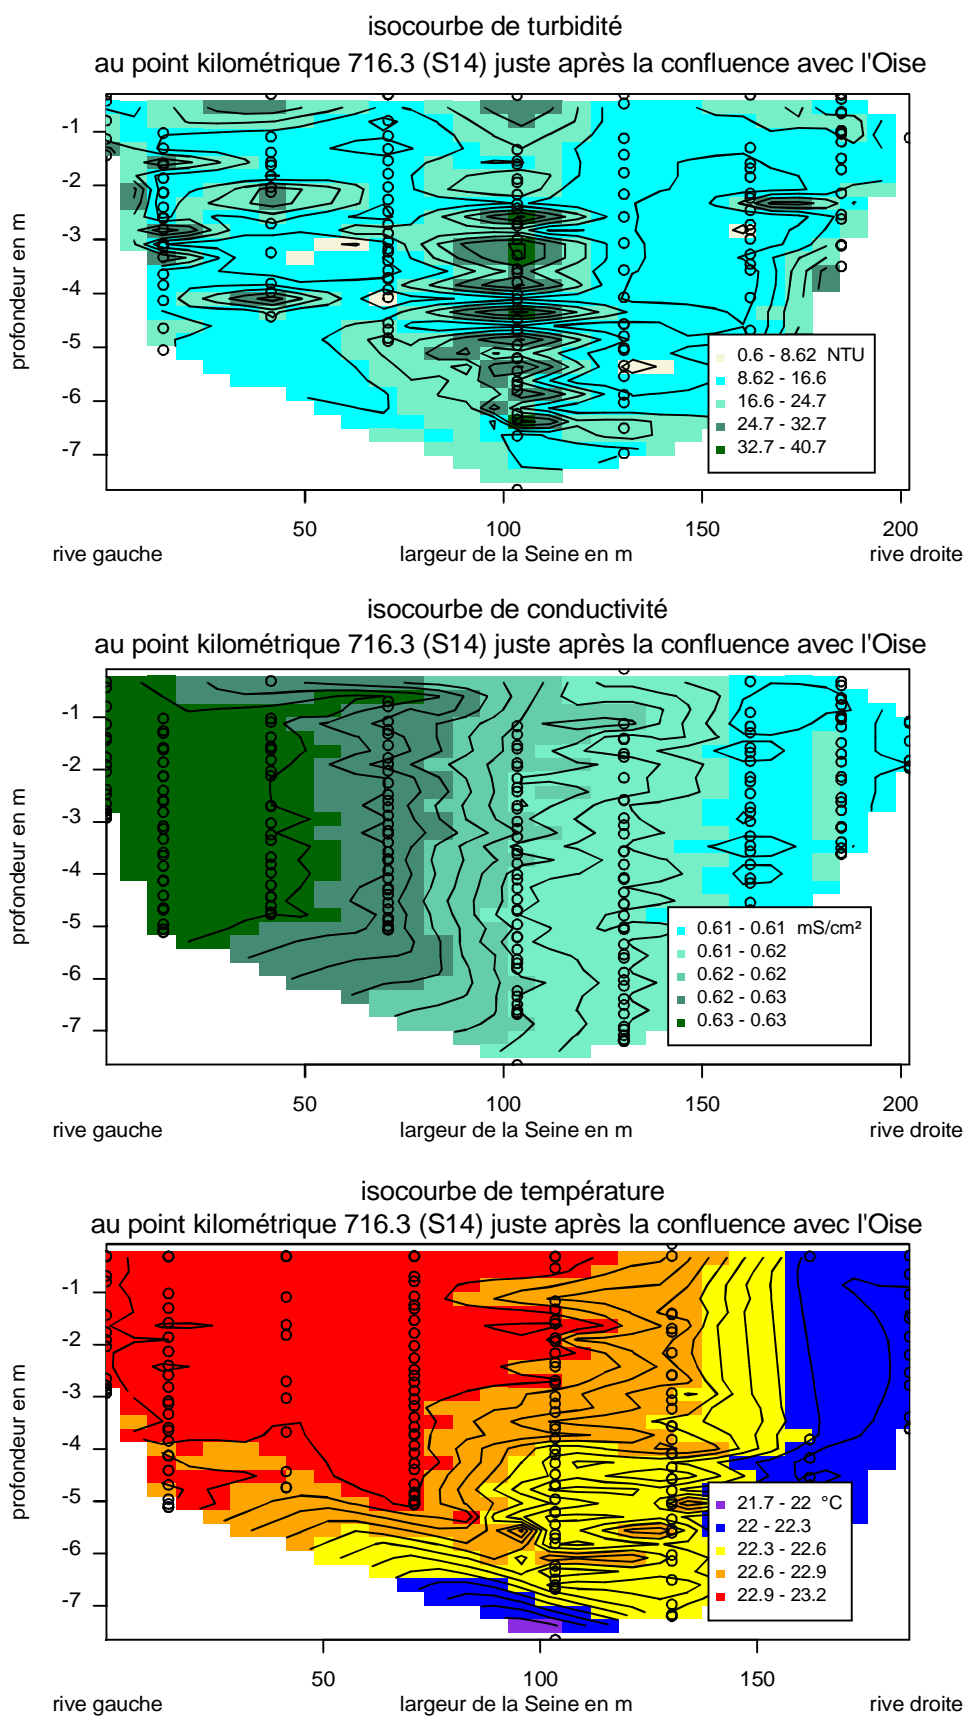 isocourbe de turbidité
au point kilométrique 716.3 (S14) juste après la confluence avec l'Oise
profondeur en m
-1
-2
-3
-4
-5
-6
-7
0.6 - 8.62 NTU
8.62 - 16.6
16.6 - 24.7
24.7 - 32.7
32.7 - 40.7
50 100 150 200
rive gauche largeur de la Seine en m rive droite
isocourbe de conductivité
au point kilométrique 716.3 (S14) juste après la confluence avec l'Oise
profondeur en m
-1
-2
-3
-4
-5
-6
-7
0.61 - 0.61 mS/cm²
0.61 - 0.62
0.62 - 0.62
0.62 - 0.63
0.63 - 0.63
50 100 150 200
rive gauche largeur de la Seine en m rive droite
isocourbe de température
au point kilométrique 716.3 (S14) juste après la confluence avec l'Oise
profondeur en m
-1
-2
-3
-4
-5
-6
-7
21.7 - 22 °C
22 - 22.3
22.3 - 22.6
22.6 - 22.9
22.9 - 23.2
50 100 150
rive gauche largeur de la Seine en m rive droite